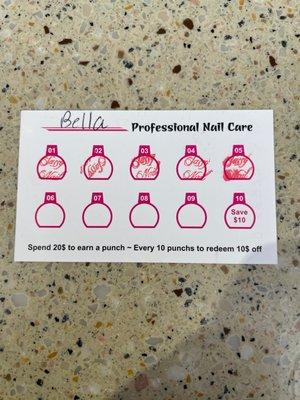 Bella
Professional Nail Care
01 02 03 04 05
06 07 08 09 10
Save
$10
Spend 20$ to earn a punch ~ Every 10 punchs to redeem 10$ off